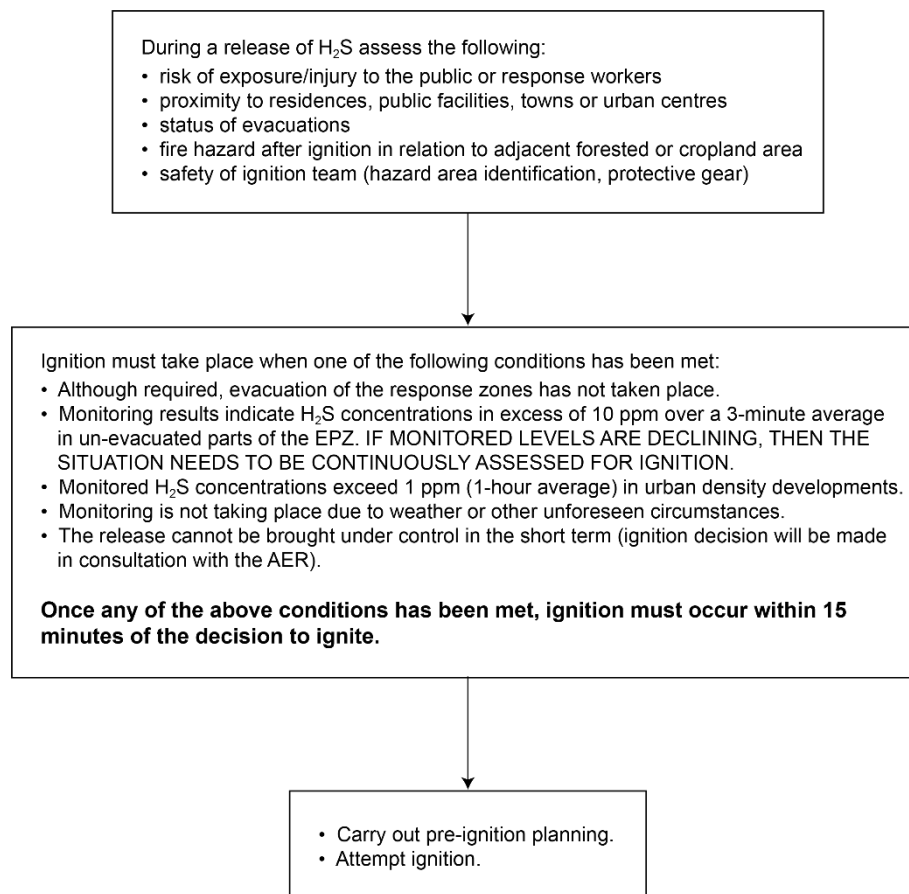 During a release of H₂S assess the following:
• risk of exposure/injury to the public or response workers
• proximity to residences, public facilities, towns or urban centres
• status of evacuations
• fire hazard after ignition in relation to adjacent forested or cropland area
• safety of ignition team (hazard area identification, protective gear)
Ignition must take place when one of the following conditions has been met:
• Although required, evacuation of the response zones has not taken place.
• Monitoring results indicate H₂S concentrations in excess of 10 ppm over a 3-minute average
in un-evacuated parts of the EPZ. IF MONITORED LEVELS ARE DECLINING, THEN THE
SITUATION NEEDS TO BE CONTINUOUSLY ASSESSED FOR IGNITION.
• Monitored H₂S concentrations exceed 1 ppm (1-hour average) in urban density developments.
• Monitoring is not taking place due to weather or other unforeseen circumstances.
• The release cannot be brought under control in the short term (ignition decision will be made
in consultation with the AER).
Once any of the above conditions has been met, ignition must occur within 15
minutes of the decision to ignite.
• Carry out pre-ignition planning.
• Attempt ignition.